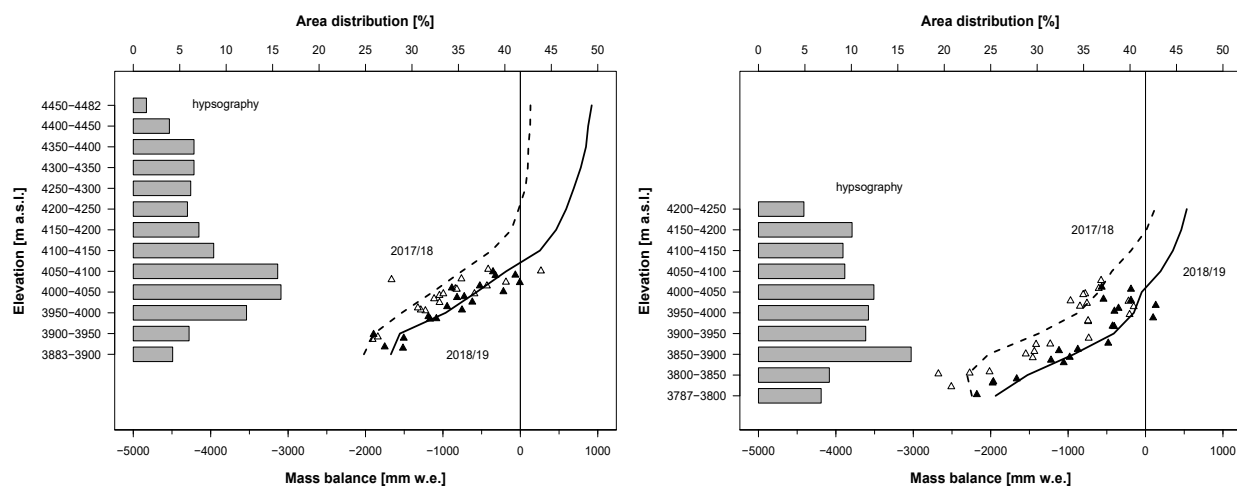 Area distribution [%]
0 5 10 15 20 25 30 35 40 45 50
Elevation [m a.s.l.]
4450−4482
4400−4450
4350−4400
4300−4350
4250−4300
4200−4250
4150−4200
4100−4150
4050−4100
4000−4050
3950−4000
3900−3950
3883−3900
hypsography
2017/18
2018/19
−5000 −4000 −3000 −2000 −1000 0 1000
Mass balance [mm w.e.]
Area distribution [%]
0 5 10 15 20 25 30 35 40 45 50
Elevation [m a.s.l.]
4200−4250
4150−4200
4100−4150
4050−4100
4000−4050
3950−4000
3900−3950
3850−3900
3800−3850
3787−3800
hypsography
2017/18
2018/19
−5000 −4000 −3000 −2000 −1000 0 1000
Mass balance [mm w.e.]